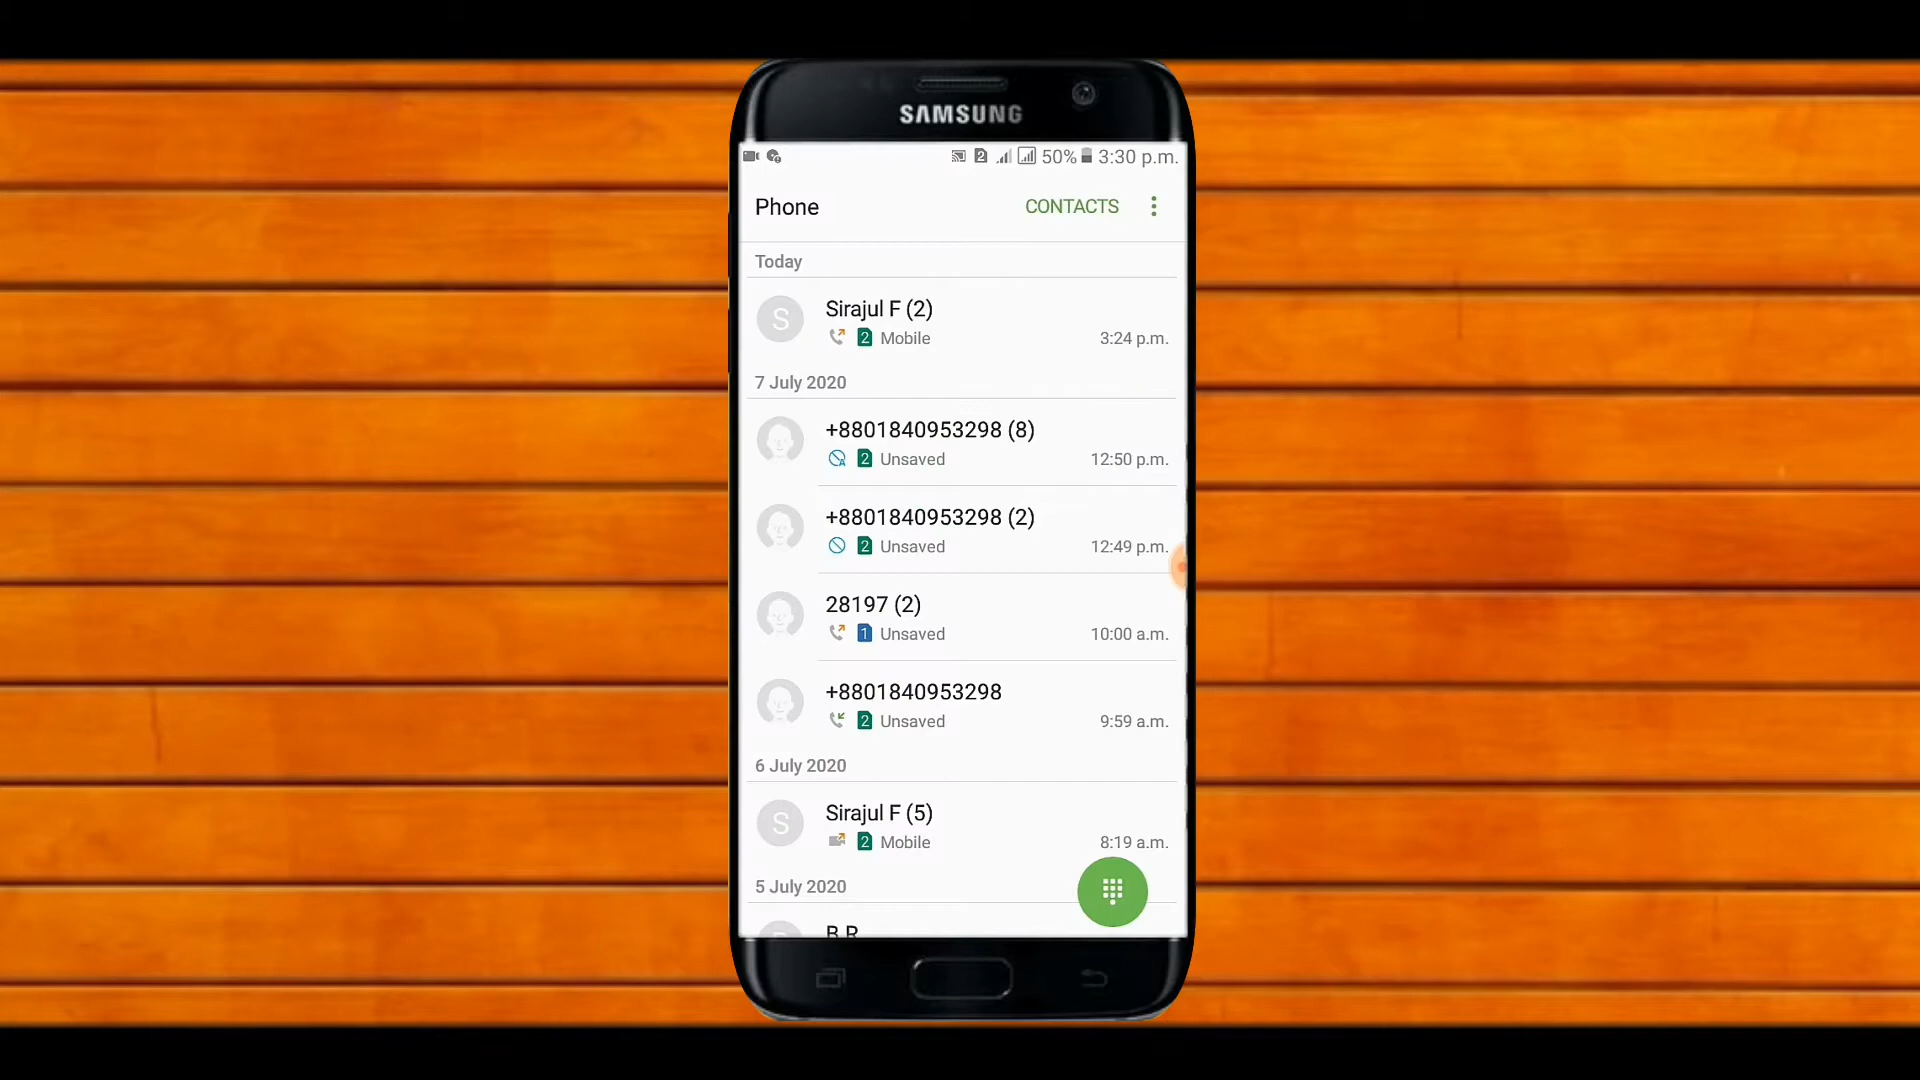 SAMSUNG
2 50% 3:30 p.m.
Phone CONTACTS
Today
S Sirajul F (2)
2 Mobile 3:24 p.m.
7 July 2020
+8801840953298 (8)
2 Unsaved 12:50 p.m.
+8801840953298 (2)
2 Unsaved 12:49 p.m.
28197 (2)
1 Unsaved 10:00 a.m.
+8801840953298
2 Unsaved 9:59 a.m.
6 July 2020
S Sirajul F (5)
2 Mobile 8:19 a.m.
5 July 2020
B R